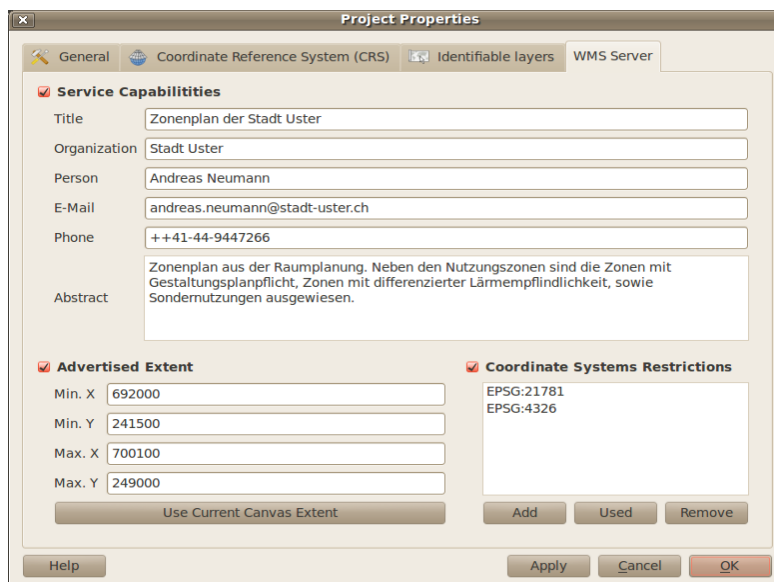 Project Properties
General Coordinate Reference System (CRS) Identifiable layers WMS Server
Service Capabilitities
Title Zonenplan der Stadt Uster
Organization Stadt Uster
Person Andreas Neumann
E-Mail andreas.neumann@stadt-uster.ch
Phone ++41-44-9447266
Abstract
Zonenplan aus der Raumplanung. Neben den Nutzungszonen sind die Zonen mit
Gestaltungsplanpflicht, Zonen mit differenzierter Lärmempflindlichkeit, sowie
Sondernutzungen ausgewiesen.
Advertised Extent
Min. X 692000
Min. Y 241500
Max. X 700100
Max. Y 249000
Use Current Canvas Extent
Coordinate Systems Restrictions
EPSG:21781
EPSG:4326
Add Used Remove
Help Apply Cancel OK